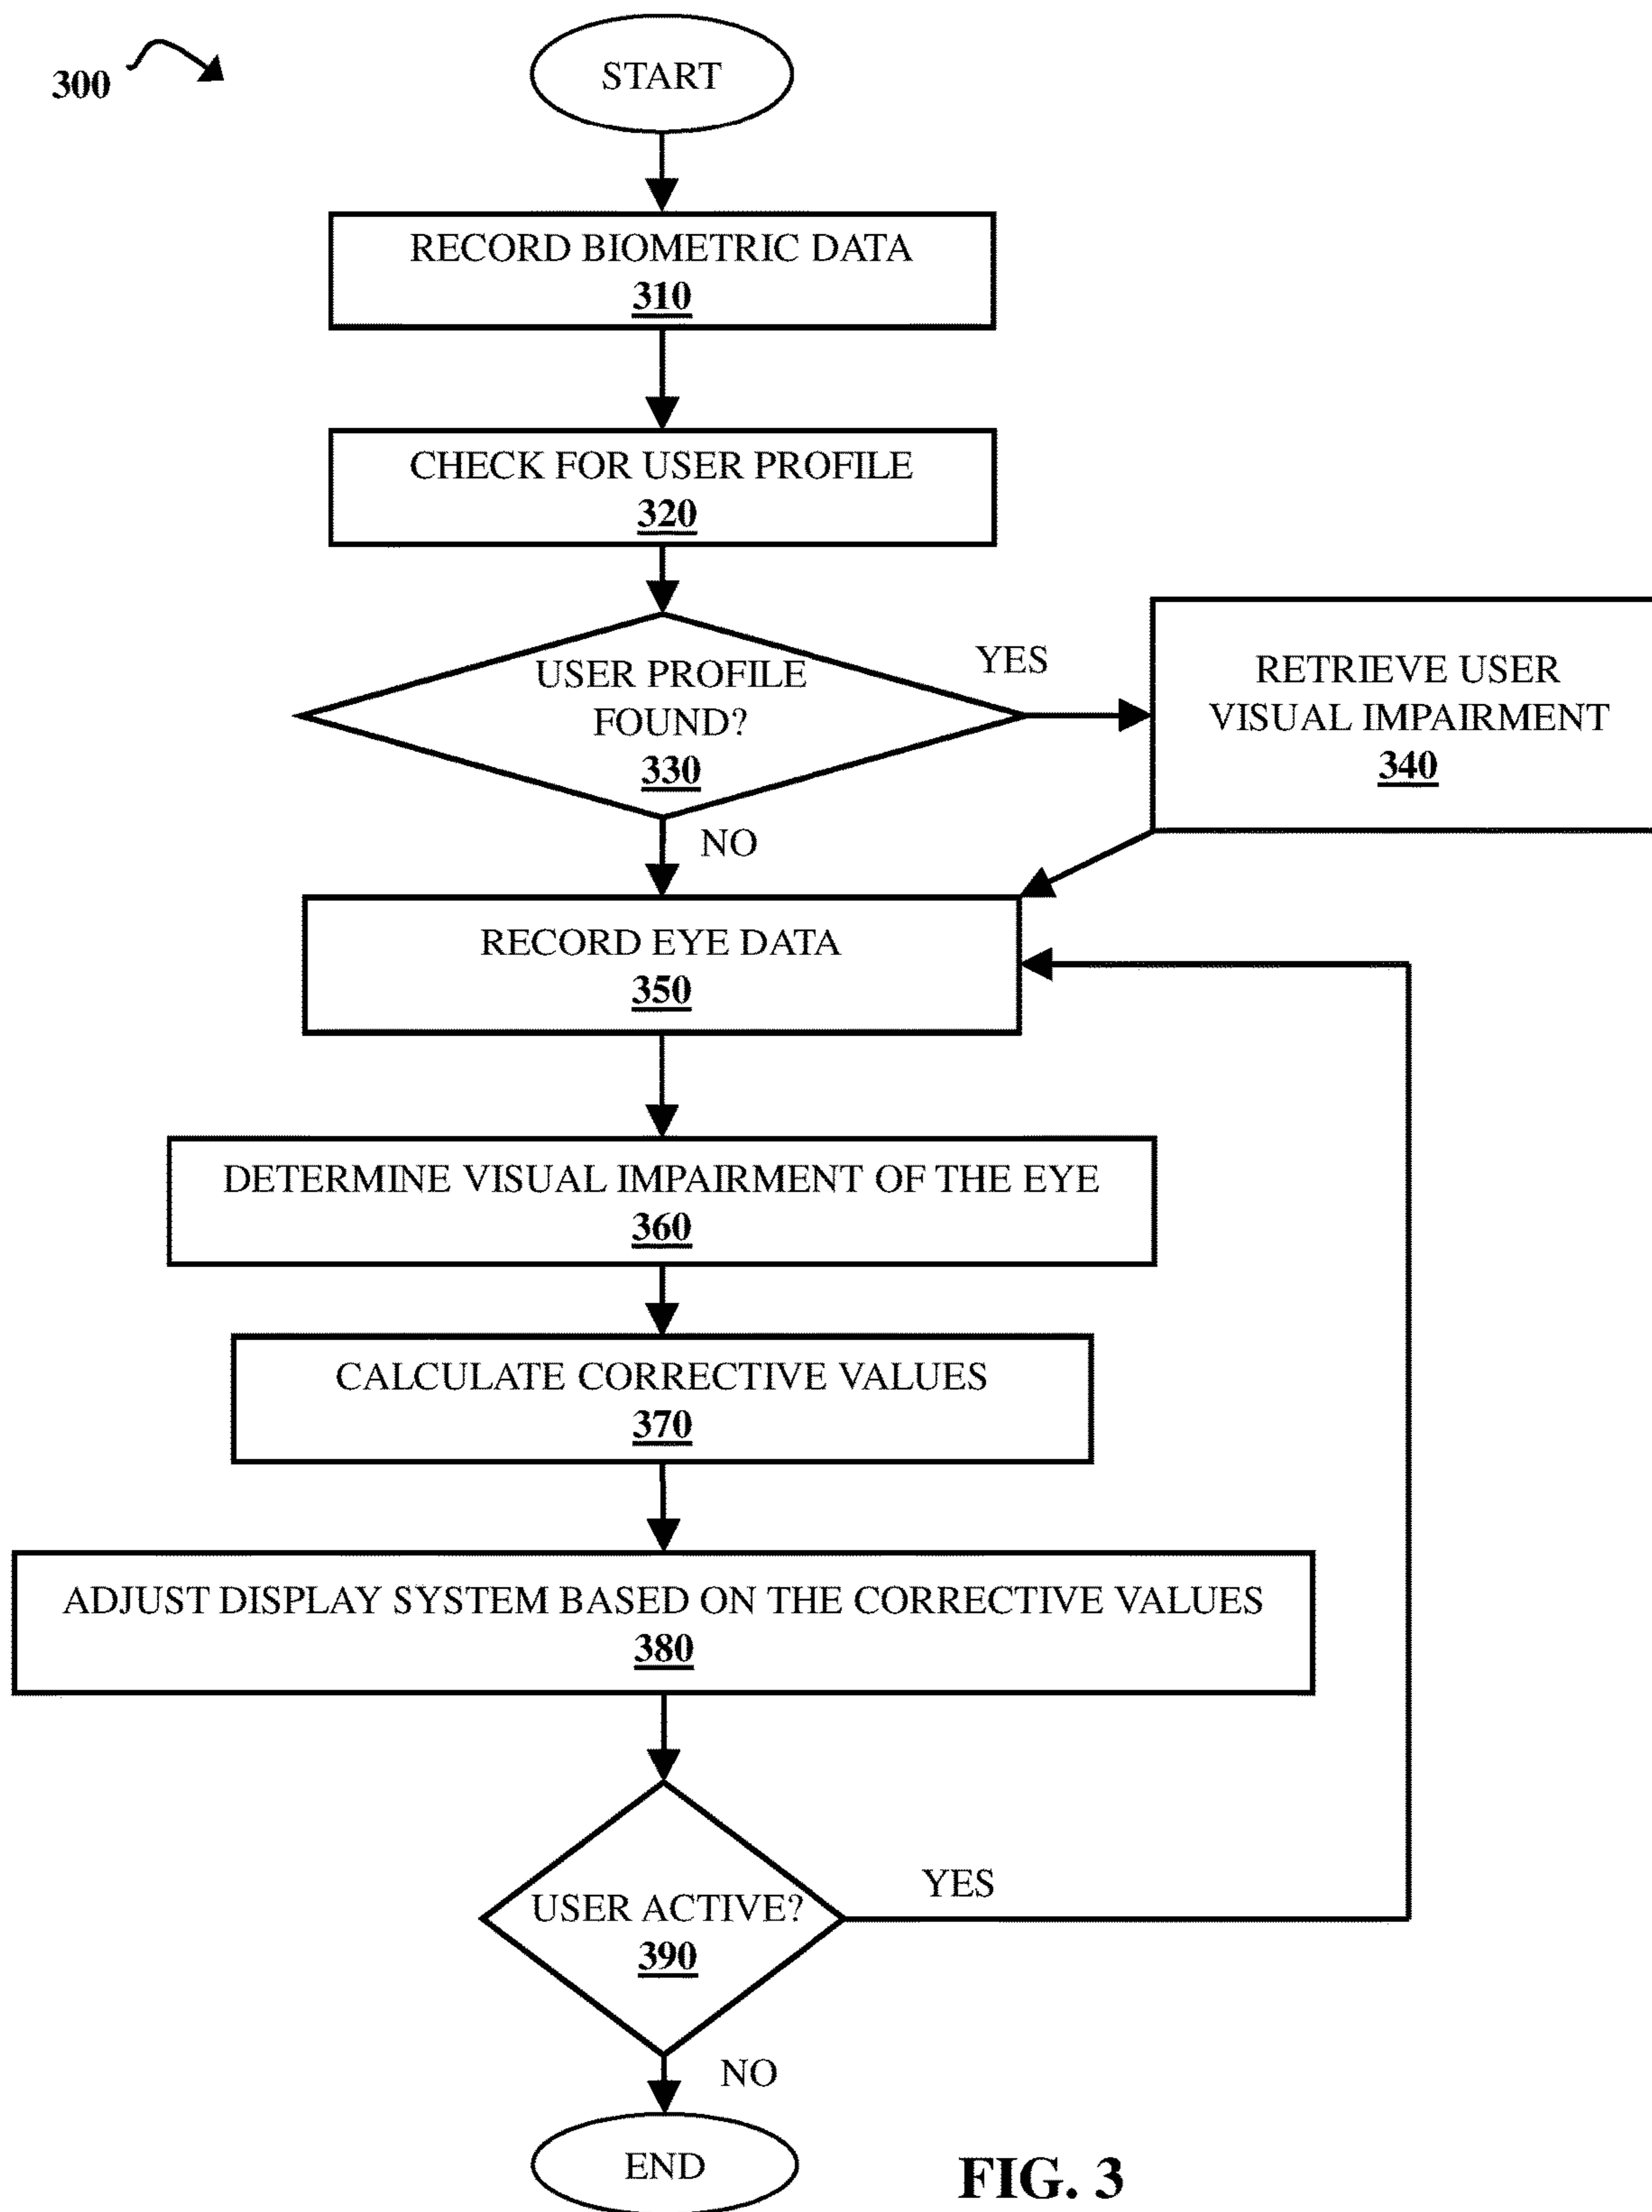 300
START
RECORD BIOMETRIC DATA
310
CHECK FOR USER PROFILE
320
USER PROFILE
FOUND?
330
YES
RETRIEVE USER
VISUAL IMPAIRMENT
340
NO
RECORD EYE DATA
350
DETERMINE VISUAL IMPAIRMENT OF THE EYE
360
CALCULATE CORRECTIVE VALUES
370
ADJUST DISPLAY SYSTEM BASED ON THE CORRECTIVE VALUES
380
USER ACTIVE?
390
YES
NO
END
FIG. 3